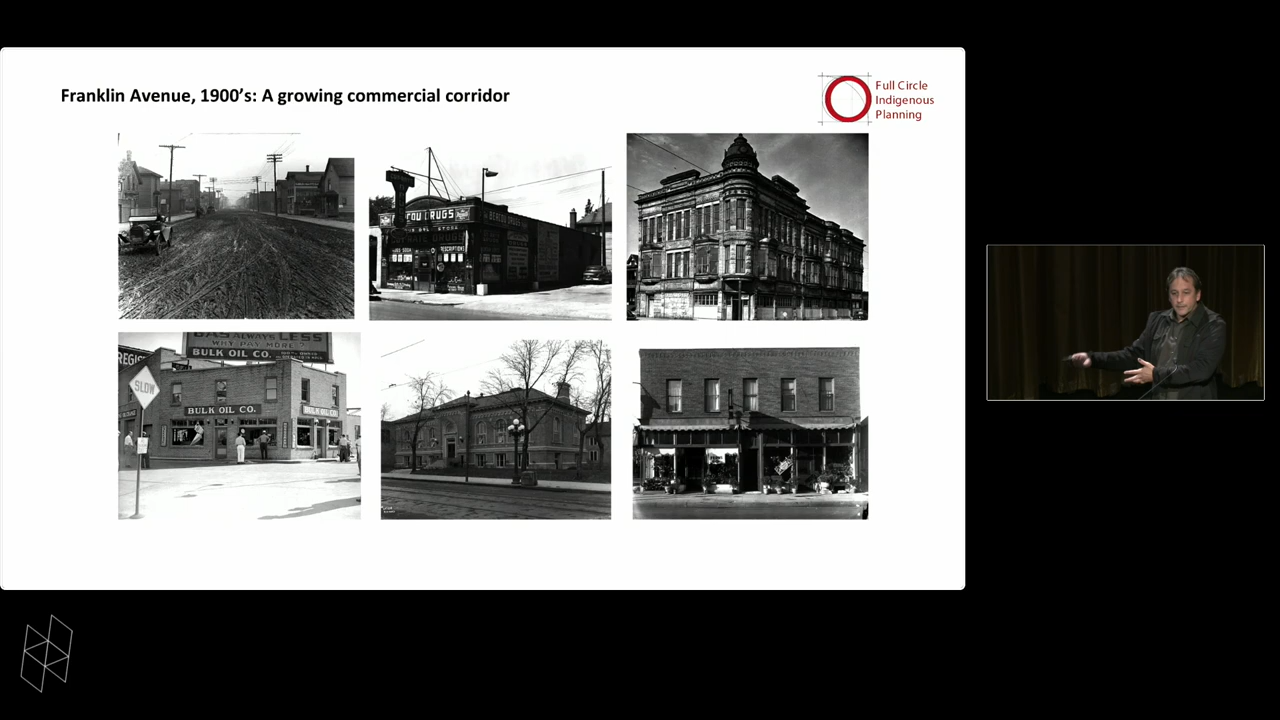 Franklin Avenue, 1900’s: A growing commercial corridor
Full Circle
Indigenous
Planning
DRUGS
GAS ALWAYS LESS
WHY PAY MORE?
BULK OIL CO.
SLOW
BULK OIL CO.